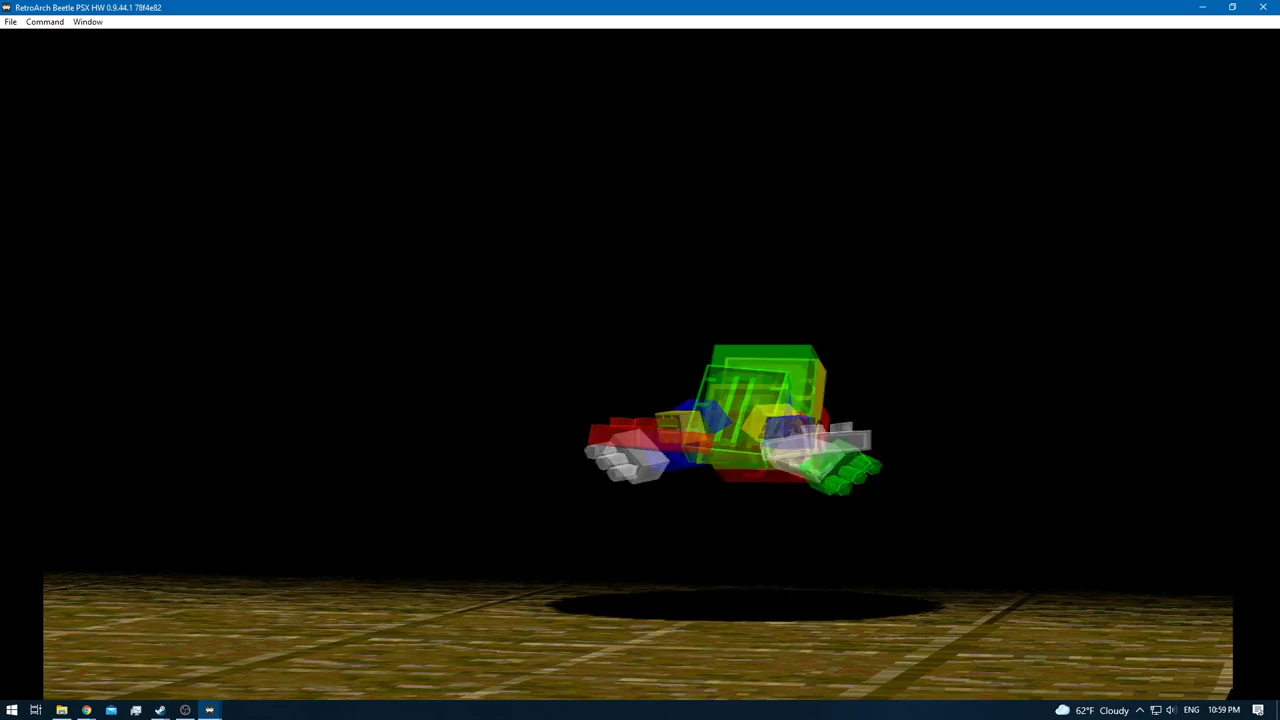 RetroArch Beetle PSX HW 0.9.44.1 78f4e82
File Command Window
62°F Cloudy ENG 10:59 PM